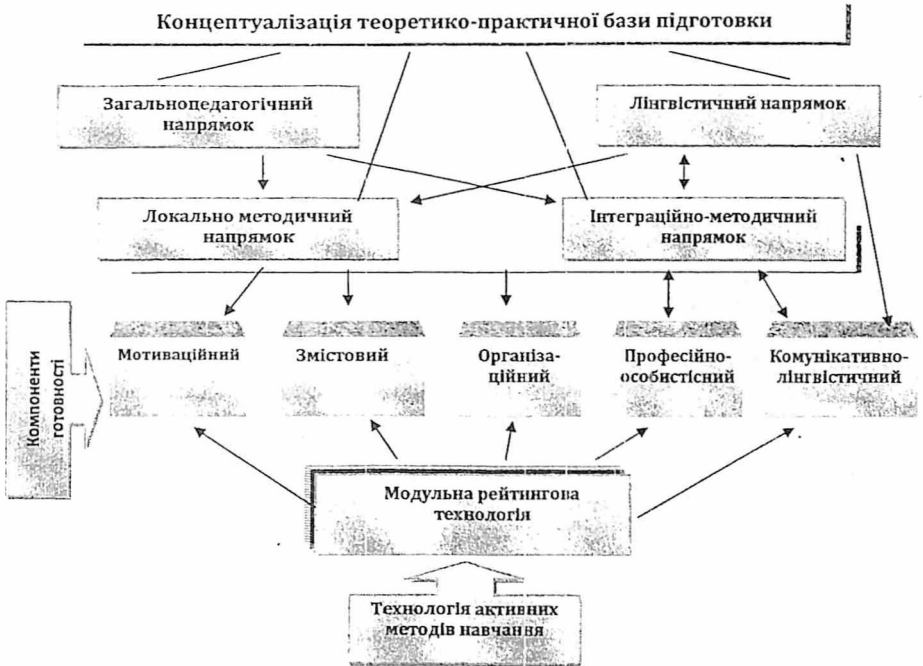 Концептуалізація теоретико-практичної бази підготовки
Загальнопедагогічний
напрямок
Лінгвістичний напрямок
Локально методичний
напрямок
Інтеграційно-методичний
напрямок
Компоненти
готовності
Мотиваційний
Змістовий
Організа-
ційний
Професійно-
особистісний
Комунікативно-
лінгвістичний
Модульна рейтингова
технологія
Технологія активних
методів навчання